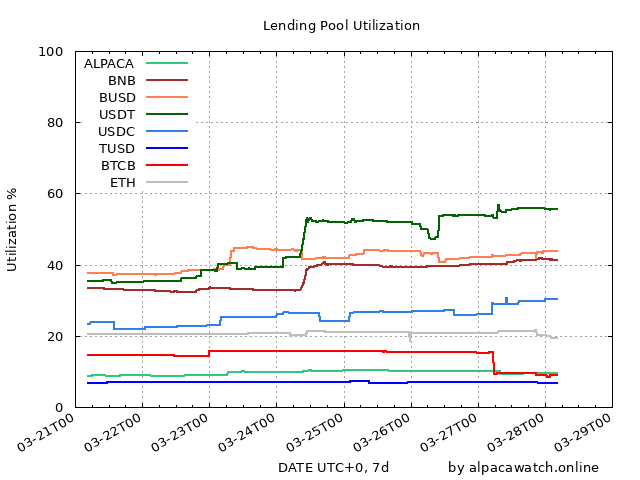 Lending Pool Utilization
Utilization %
100
80
60
40
20
0
ALPACA
BNB
BUSD
USDT
USDC
TUSD
BTCB
ETH
03-21T00
03-22T00
03-23T00
03-24T00
03-25T00
03-26T00
03-27T00
03-28T00
03-29T00
DATE UTC+0, 7d
by alpacawatch.online